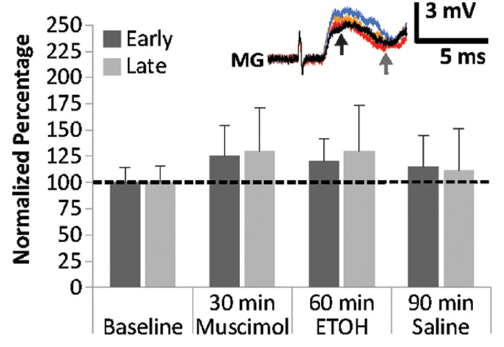 Normalized Percentage
250
225
200
175
150
125
100
75
50
25
0
Early
Late
MG
3 mV
5 ms
Baseline
30 min
Muscimol
60 min
ETOH
90 min
Saline